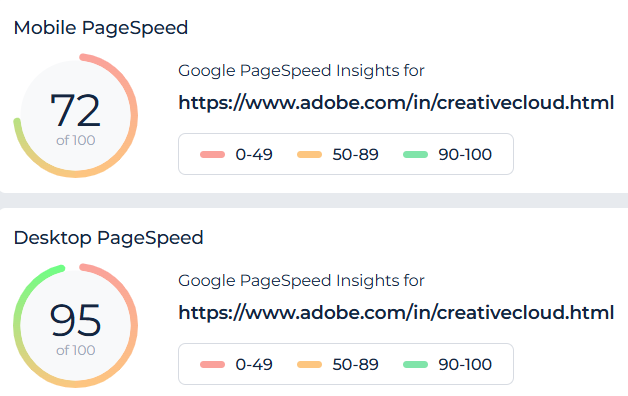 Mobile PageSpeed
72
of 100
Google PageSpeed Insights for
https://www.adobe.com/in/creativecloud.html
0-49 50-89 90-100
Desktop PageSpeed
95
of 100
Google PageSpeed Insights for
https://www.adobe.com/in/creativecloud.html
0-49 50-89 90-100